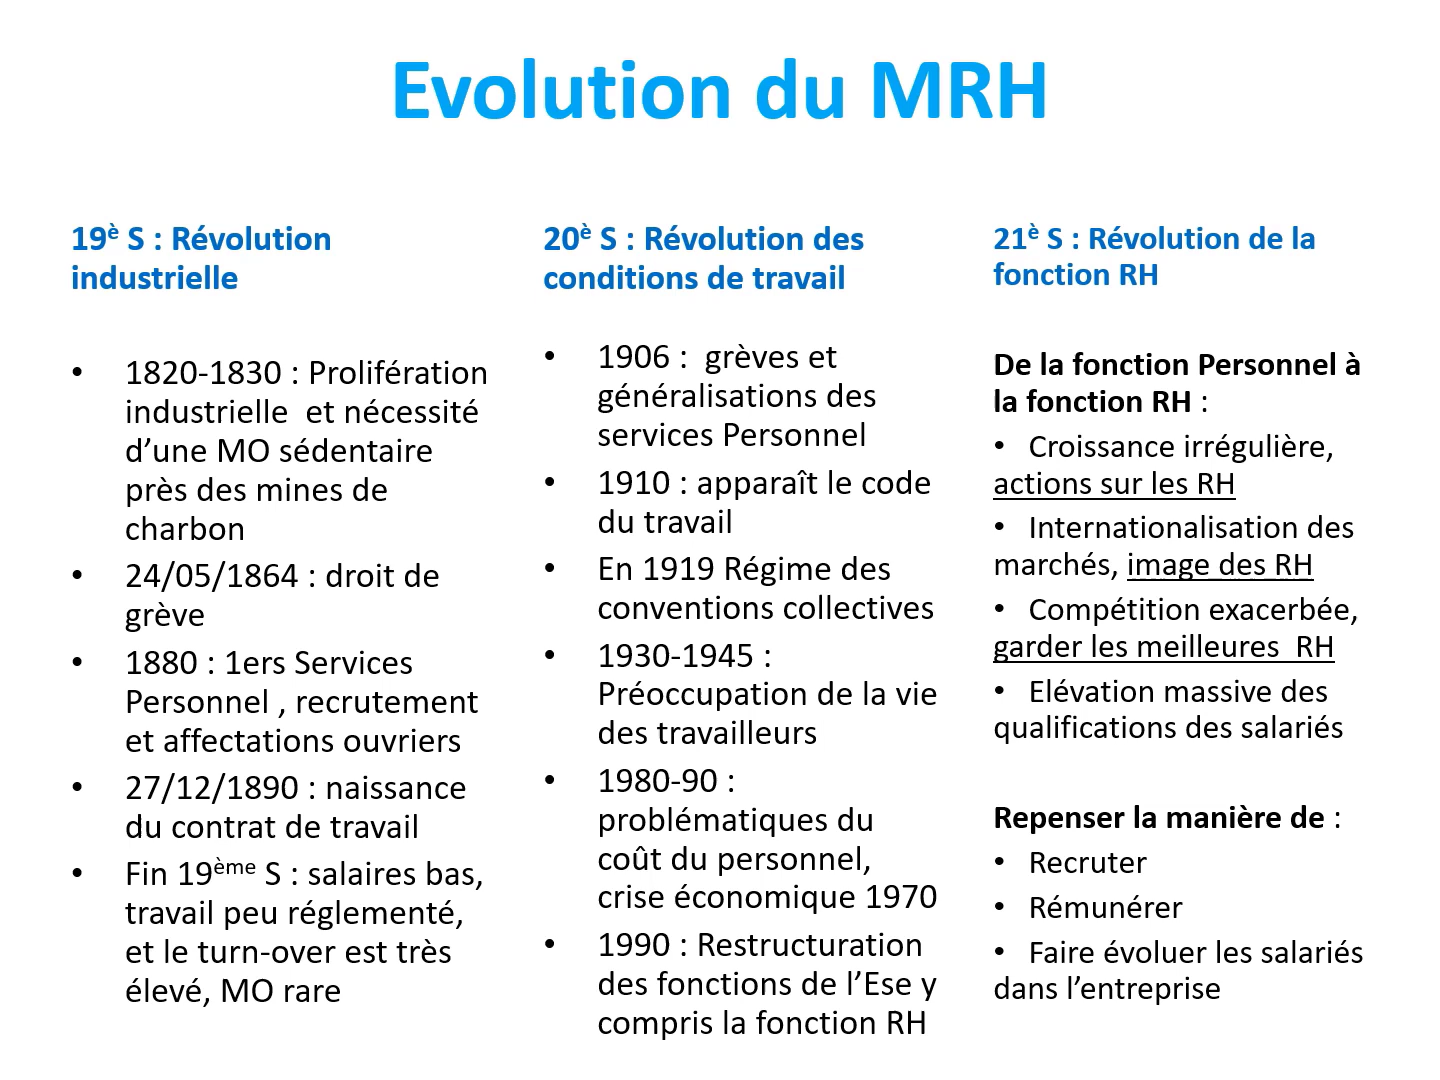 Evolution du MRH
19è S : Révolution
industrielle
• 1820-1830 : Prolifération
industrielle et nécessité
d’une MO sédentaire
près des mines de
charbon
• 24/05/1864 : droit de
grève
• 1880 : 1ers Services
Personnel , recrutement
et affectations ouvriers
• 27/12/1890 : naissance
du contrat de travail
• Fin 19ème S : salaires bas,
travail peu réglementé,
et le turn-over est très
élevé, MO rare
20è S : Révolution des
conditions de travail
• 1906 : grèves et
généralisations des
services Personnel
• 1910 : apparaît le code
du travail
• En 1919 Régime des
conventions collectives
• 1930-1945 :
Préoccupation de la vie
des travailleurs
• 1980-90 :
problématiques du
coût du personnel,
crise économique 1970
• 1990 : Restructuration
des fonctions de l’Ese y
compris la fonction RH
21è S : Révolution de la
fonction RH
De la fonction Personnel à
la fonction RH :
• Croissance irrégulière,
actions sur les RH
• Internationalisation des
marchés, image des RH
• Compétition exacerbée,
garder les meilleures RH
• Elévation massive des
qualifications des salariés
Repenser la manière de :
• Recruter
• Rémunérer
• Faire évoluer les salariés
dans l’entreprise